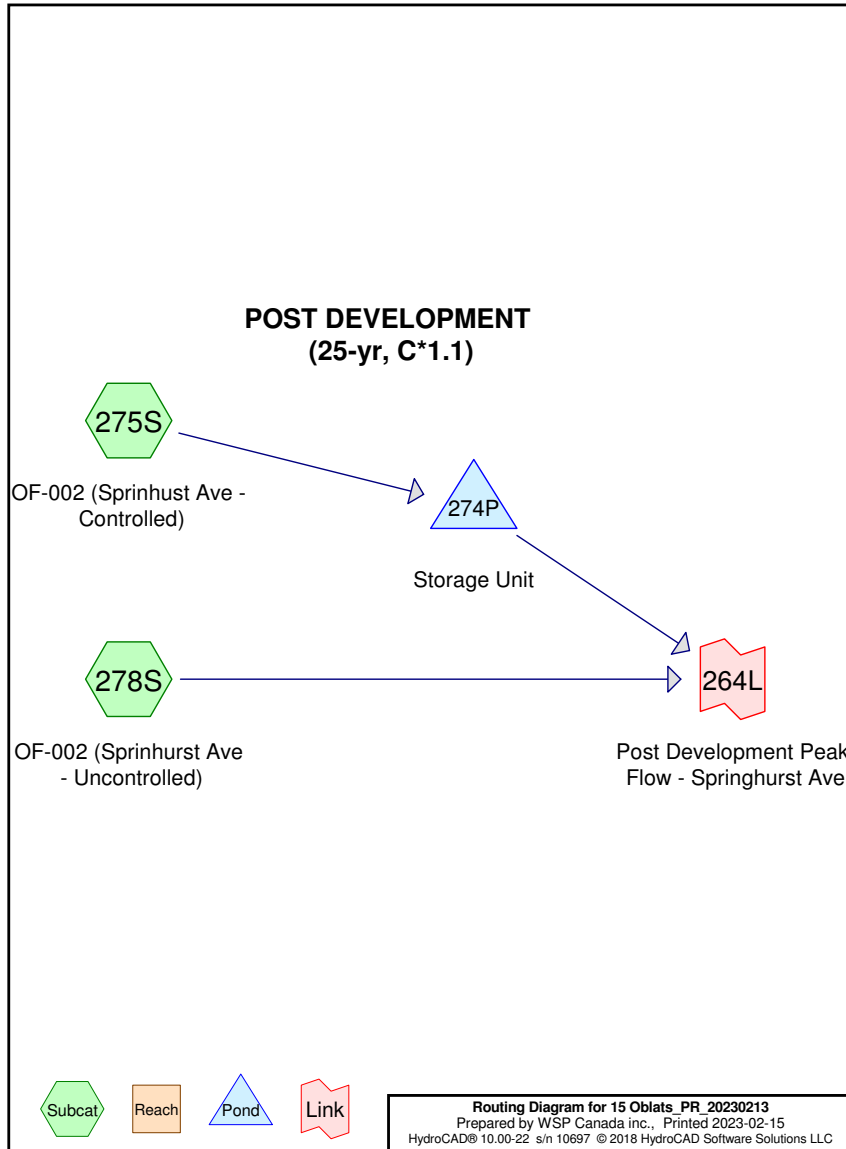 POST DEVELOPMENT
(25-yr, C*1.1)
275S
OF-002 (Sprinhust Ave -
Controlled)
274P
Storage Unit
278S
OF-002 (Sprinhurst Ave
- Uncontrolled)
264L
Post Development Peak
Flow - Springhurst Ave
Subcat
Reach
Pond
Link
Routing Diagram for 15 Oblats_PR_20230213
Prepared by WSP Canada inc., Printed 2023-02-15
HydroCAD® 10.00-22 s/n 10697 © 2018 HydroCAD Software Solutions LLC